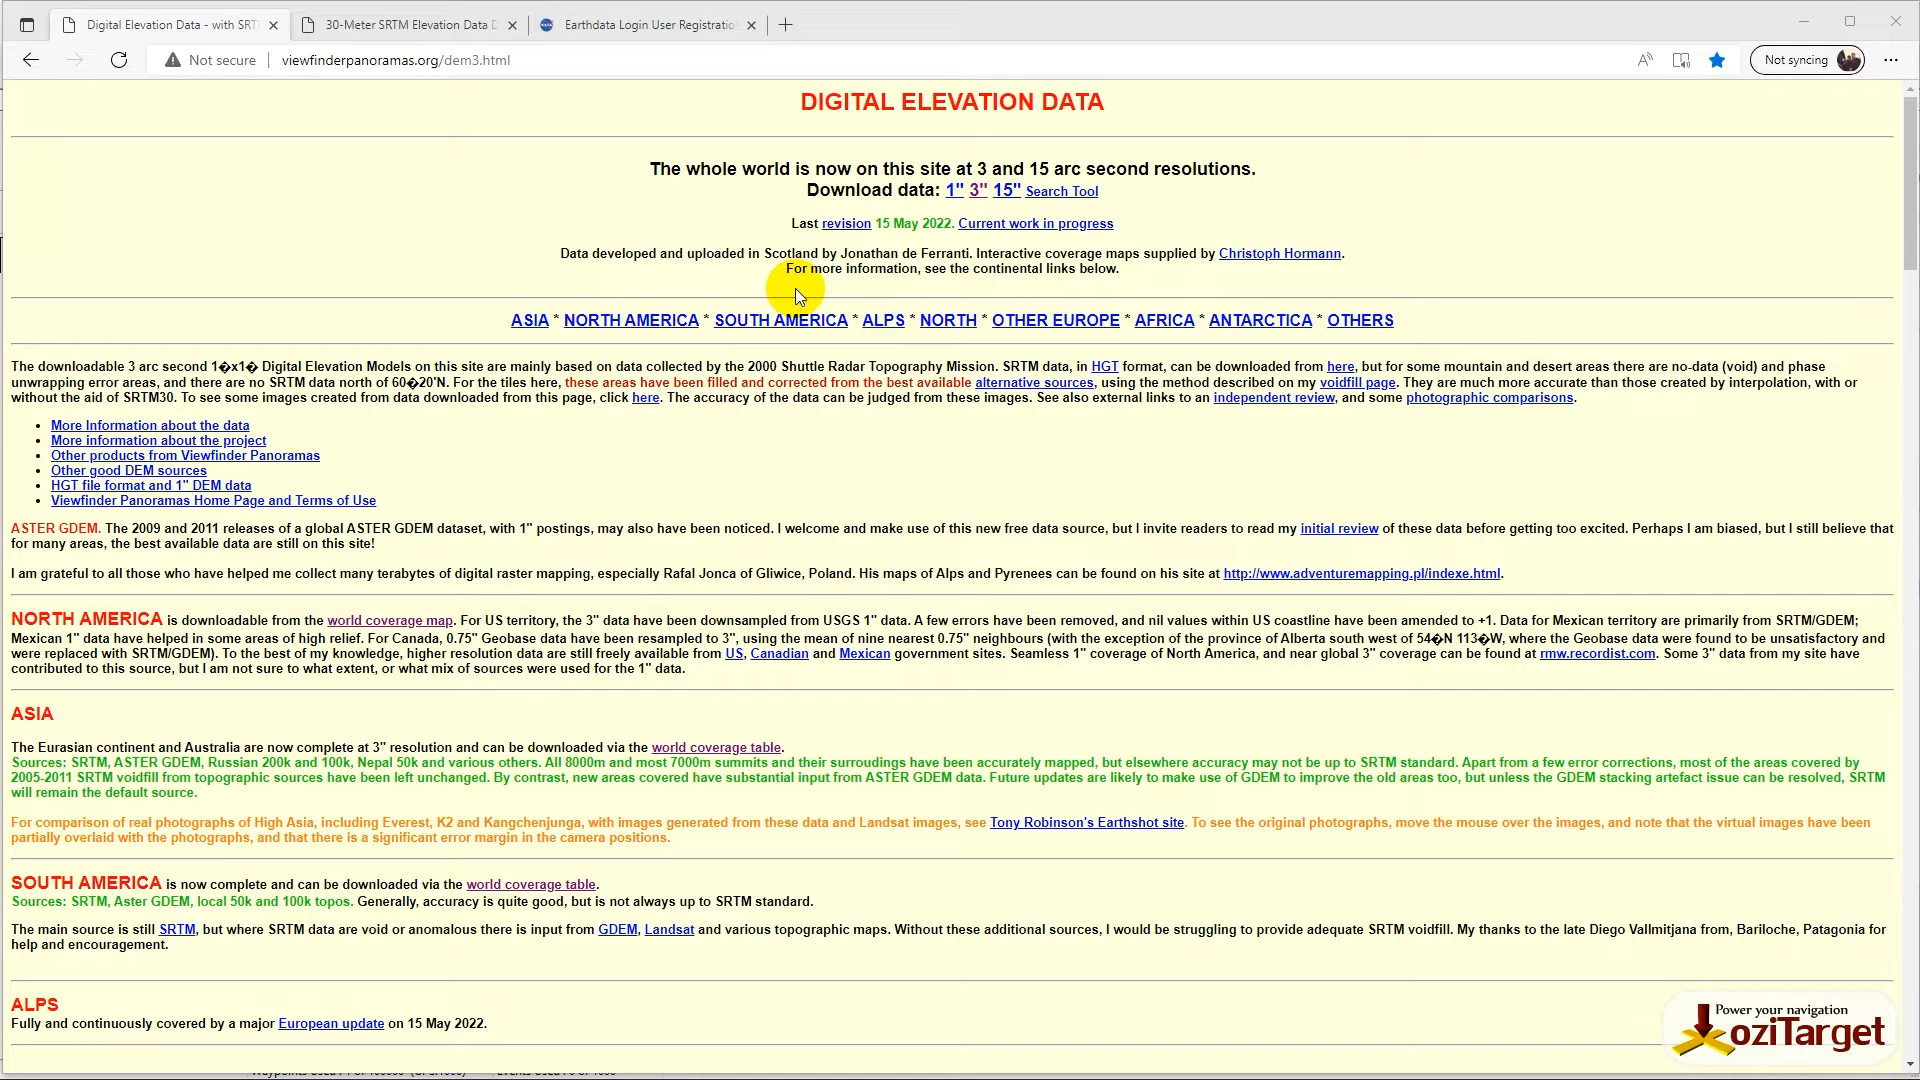 Digital Elevation Data - with SRT
30-Meter SRTM Elevation Data D
Earthdata Login User Registratio
Not secure
viewfinderpanoramas.org/dem3.html
Not syncing
DIGITAL ELEVATION DATA
The whole world is now on this site at 3 and 15 arc second resolutions.
Download data: 1" 3" 15" Search Tool
Last revision 15 May 2022. Current work in progress
Data developed and uploaded in Scotland by Jonathan de Ferranti. Interactive coverage maps supplied by Christoph Hormann.
For more information, see the continental links below.
ASIA * NORTH AMERICA * SOUTH AMERICA * ALPS * NORTH * OTHER EUROPE * AFRICA * ANTARCTICA * OTHERS
The downloadable 3 arc second 1�x1� Digital Elevation Models on this site are mainly based on data collected by the 2000 Shuttle Radar Topography Mission. SRTM data, in HGT format, can be downloaded from here, but for some mountain and desert areas there are no-data (void) and phase
unwrapping error areas, and there are no SRTM data north of 60�20'N. For the tiles here, these areas have been filled and corrected from the best available alternative sources, using the method described on my voidfill page. They are much more accurate than those created by interpolation, with or
without the aid of SRTM30. To see some images created from data downloaded from this page, click here. The accuracy of the data can be judged from these images. See also external links to an independent review, and some photographic comparisons.
• More Information about the data
• More information about the project
• Other products from Viewfinder Panoramas
• Other good DEM sources
• HGT file format and 1" DEM data
• Viewfinder Panoramas Home Page and Terms of Use
ASTER GDEM. The 2009 and 2011 releases of a global ASTER GDEM dataset, with 1" postings, may also have been noticed. I welcome and make use of this new free data source, but I invite readers to read my initial review of these data before getting too excited. Perhaps I am biased, but I still believe that
for many areas, the best available data are still on this site!
I am grateful to all those who have helped me collect many terabytes of digital raster mapping, especially Rafal Jonca of Gliwice, Poland. His maps of Alps and Pyrenees can be found on his site at http://www.adventuremapping.pl/indexe.html.
NORTH AMERICA is downloadable from the world coverage map. For US territory, the 3" data have been downsampled from USGS 1" data. A few errors have been removed, and nil values within US coastline have been amended to +1. Data for Mexican territory are primarily from SRTM/GDEM;
Mexican 1" data have helped in some areas of high relief. For Canada, 0.75" Geobase data have been resampled to 3", using the mean of nine nearest 0.75" neighbours (with the exception of the province of Alberta south west of 54�N 113�W, where the Geobase data were found to be unsatisfactory and
were replaced with SRTM/GDEM). To the best of my knowledge, higher resolution data are still freely available from US, Canadian and Mexican government sites. Seamless 1" coverage of North America, and near global 3" coverage can be found at rmw.recordist.com. Some 3" data from my site have
contributed to this source, but I am not sure to what extent, or what mix of sources were used for the 1" data.
ASIA
The Eurasian continent and Australia are now complete at 3" resolution and can be downloaded via the world coverage table.
Sources: SRTM, ASTER GDEM, Russian 200k and 100k, Nepal 50k and various others. All 8000m and most 7000m summits and their surroudings have been accurately mapped, but elsewhere accuracy may not be up to SRTM standard. Apart from a few error corrections, most of the areas covered by
2005-2011 SRTM voidfill from topographic sources have been left unchanged. By contrast, new areas covered have substantial input from ASTER GDEM data. Future updates are likely to make use of GDEM to improve the old areas too, but unless the GDEM stacking artefact issue can be resolved, SRTM
will remain the default source.
For comparison of real photographs of High Asia, including Everest, K2 and Kangchenjunga, with images generated from these data and Landsat images, see Tony Robinson's Earthshot site. To see the original photographs, move the mouse over the images, and note that the virtual images have been
partially overlaid with the photographs, and that there is a significant error margin in the camera positions.
SOUTH AMERICA is now complete and can be downloaded via the world coverage table.
Sources: SRTM, Aster GDEM, local 50k and 100k topos. Generally, accuracy is quite good, but is not always up to SRTM standard.
The main source is still SRTM, but where SRTM data are void or anomalous there is input from GDEM, Landsat and various topographic maps. Without these additional sources, I would be struggling to provide adequate SRTM voidfill. My thanks to the late Diego Vallmitjana from, Bariloche, Patagonia for
help and encouragement.
ALPS
Fully and continuously covered by a major European update on 15 May 2022.
Power your navigation
oziTarget